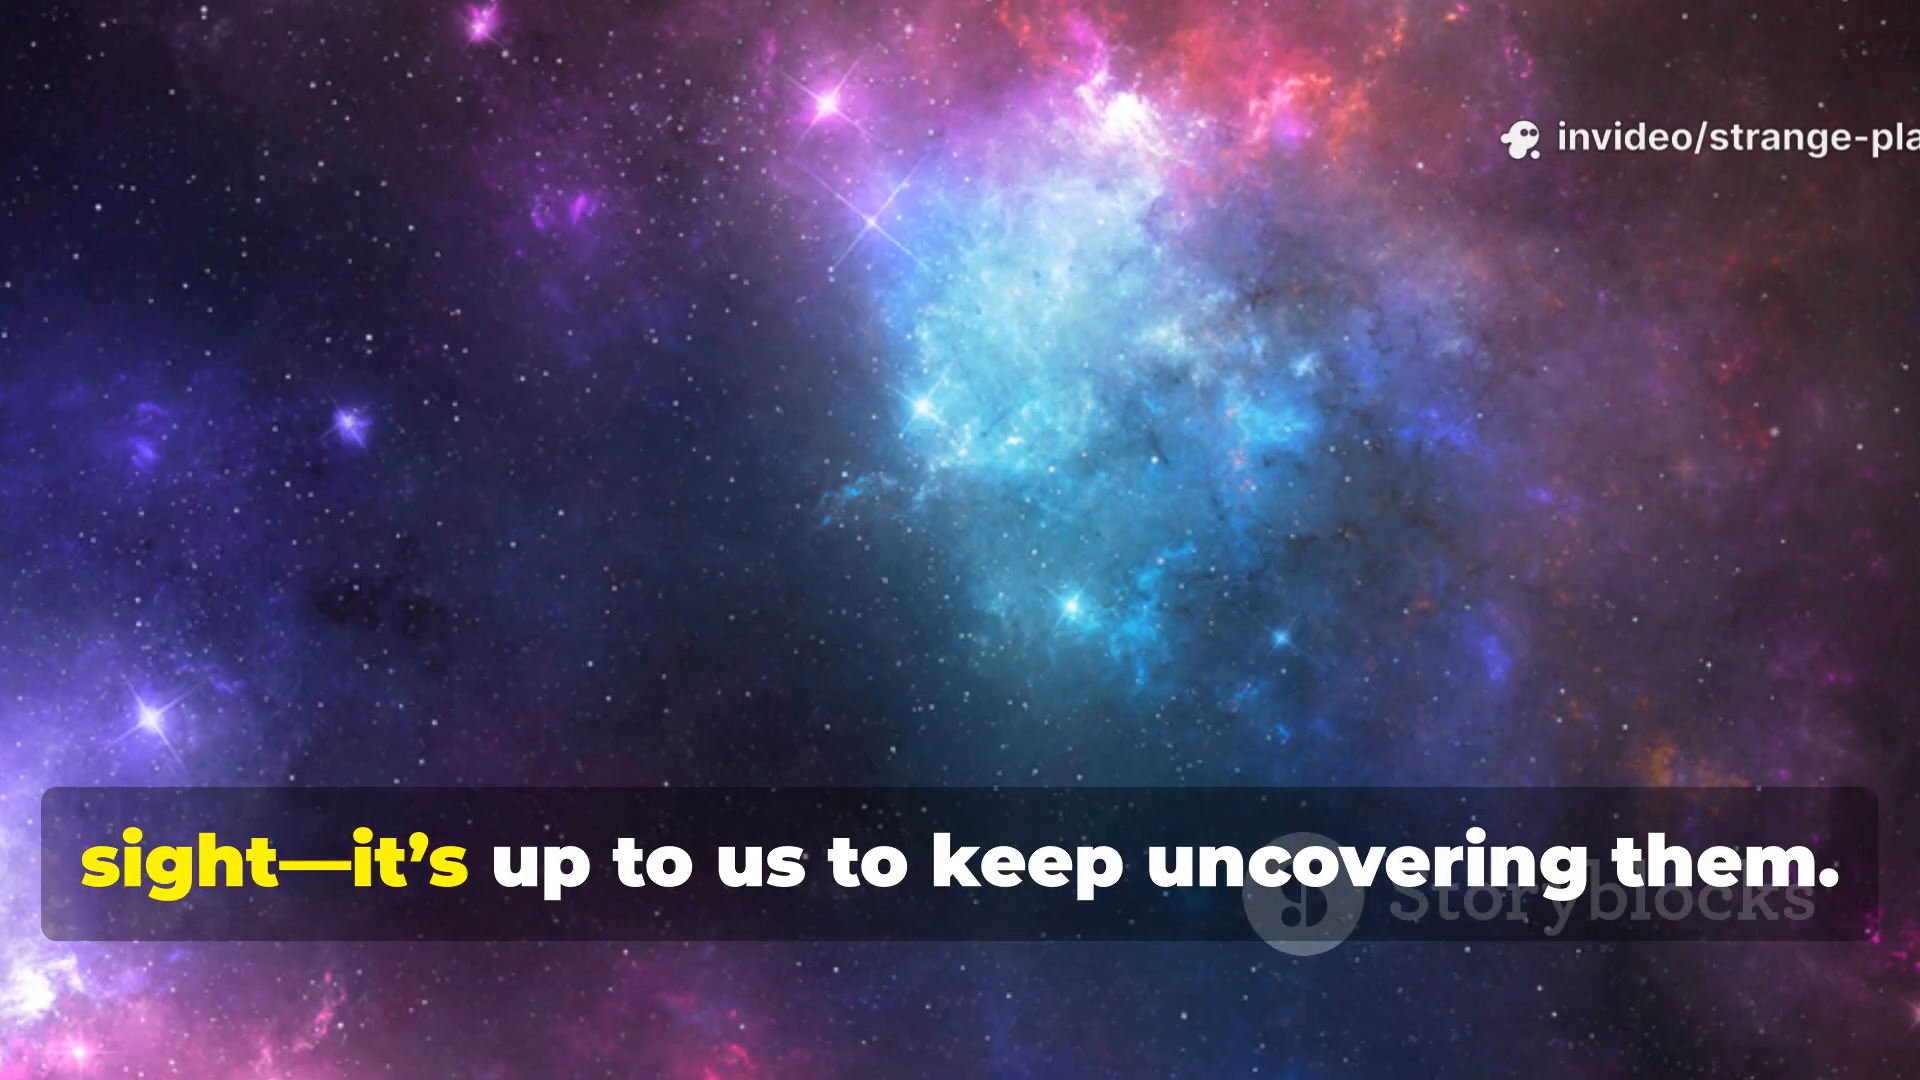 invideo/strange-pla
sight—it’s up to us to keep uncovering them.
Storyblocks